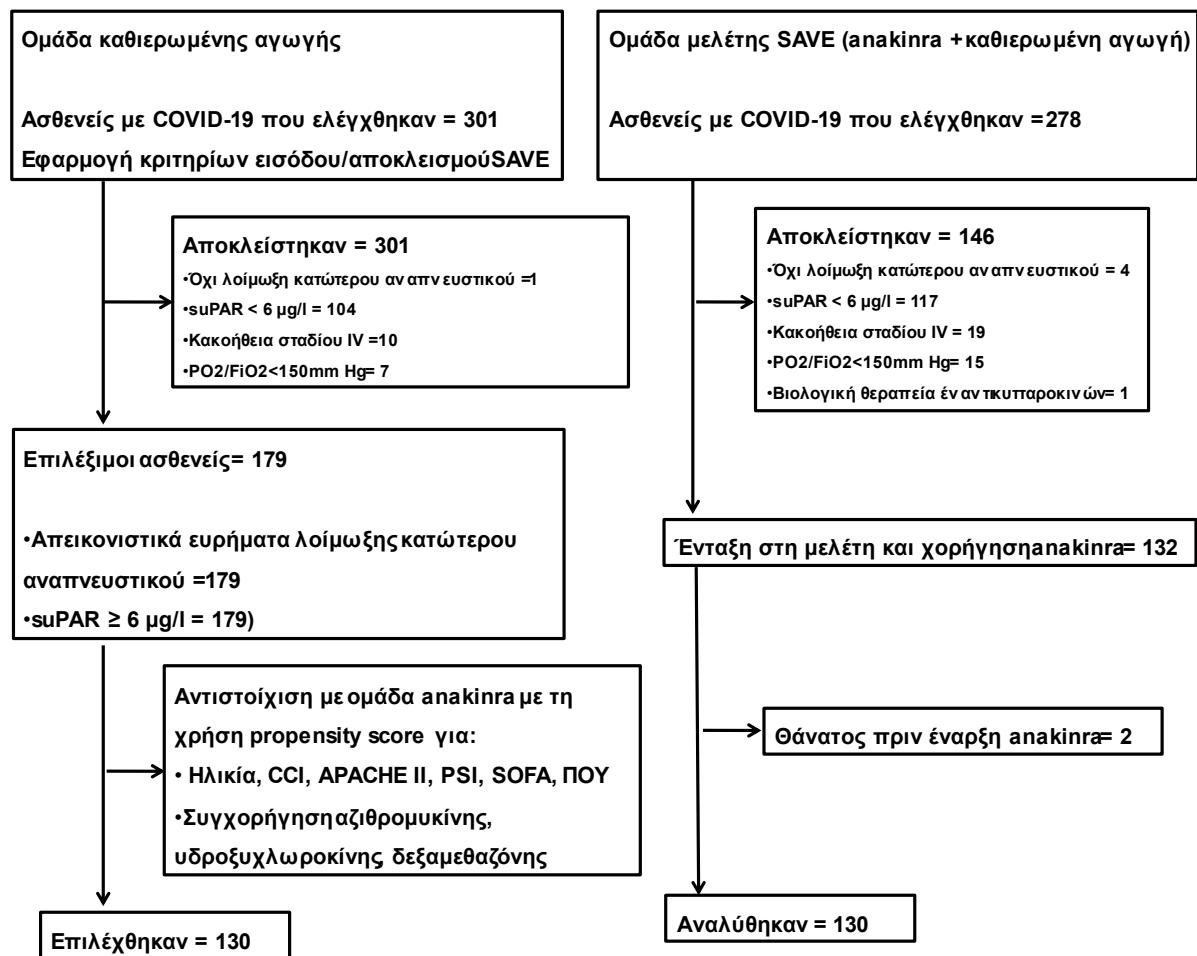 Ομάδα καθιερωμένης αγωγής
Ασθενείς με COVID-19 που ελέγχθηκαν = 301
Εφαρμογή κριτηρίων εισόδου/αποκλεισμού SAVE
Αποκλείστηκαν = 301
•Όχι λοίμωξη κατώτερου αναπνευστικού =1
•suPAR < 6 μg/l = 104
•Κακοήθεια σταδίου IV =10
•PO2/FiO2<150mm Hg= 7
Επιλέξιμοι ασθενείς= 179
•Απεικονιστικά ευρήματα λοίμωξης κατώτερου
αναπνευστικού =179
•suPAR ≥ 6 μg/l = 179)
Αντιστοίχιση με ομάδα anakinra με τη
χρήση propensity score για:
• Ηλικία, CCI, APACHE II, PSI, SOFA, ΠΟΥ
•Συγχορήγηση αζιθρομυκίνης,
υδροξυχλωροκίνης, δεξαμεθαζόνης
Επιλέχθηκαν = 130
Ομάδα μελέτης SAVE (anakinra +καθιερωμένη αγωγή)
Ασθενείς με COVID-19 που ελέγχθηκαν =278
Αποκλείστηκαν = 146
•Όχι λοίμωξη κατώτερου αναπνευστικού = 4
•suPAR < 6 μg/l = 117
•Κακοήθεια σταδίου IV = 19
•PO2/FiO2<150mm Hg= 15
•Βιολογική θεραπεία έναντι κυτταροκινών= 1
Ένταξη στη μελέτη και χορήγηση anakinra= 132
Θάνατος πριν έναρξη anakinra= 2
Αναλύθηκαν = 130